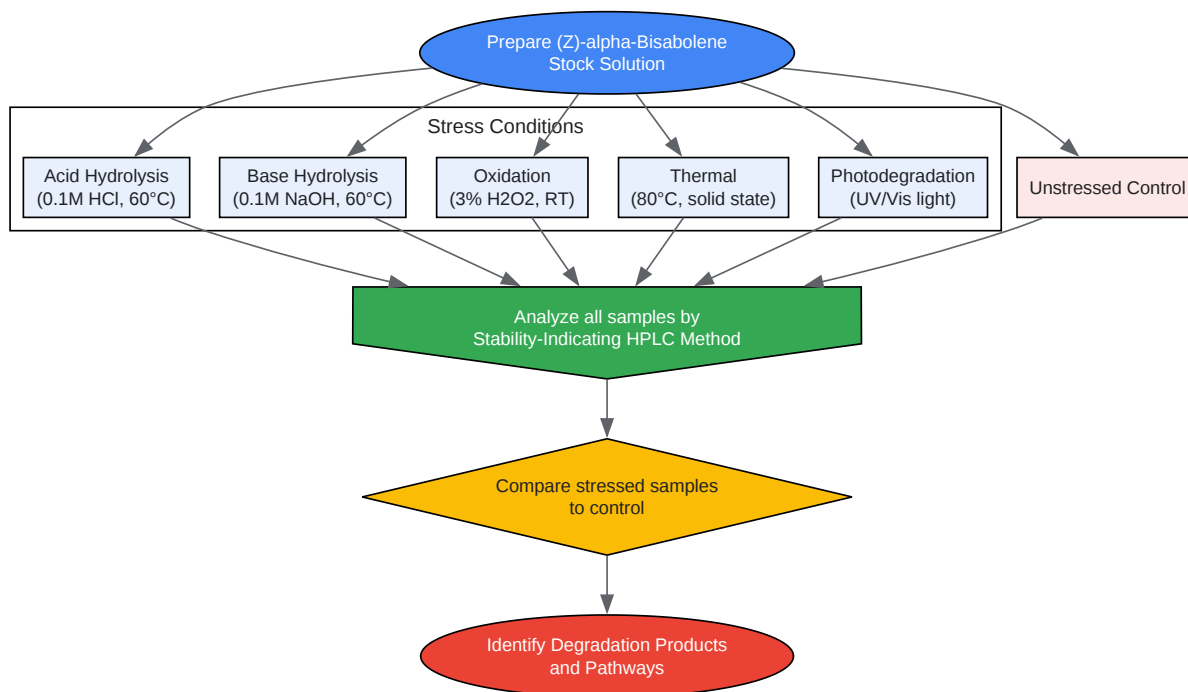 Prepare (Z)-alpha-Bisabolene
Stock Solution
Stress Conditions
Acid Hydrolysis
(0.1M HCl, 60°C)
Base Hydrolysis
(0.1M NaOH, 60°C)
Oxidation
(3% H2O2, RT)
Thermal
(80°C, solid state)
Photodegradation
(UV/Vis light)
Unstressed Control
Analyze all samples by
Stability-Indicating HPLC Method
Compare stressed samples
to control
Identify Degradation Products
and Pathways